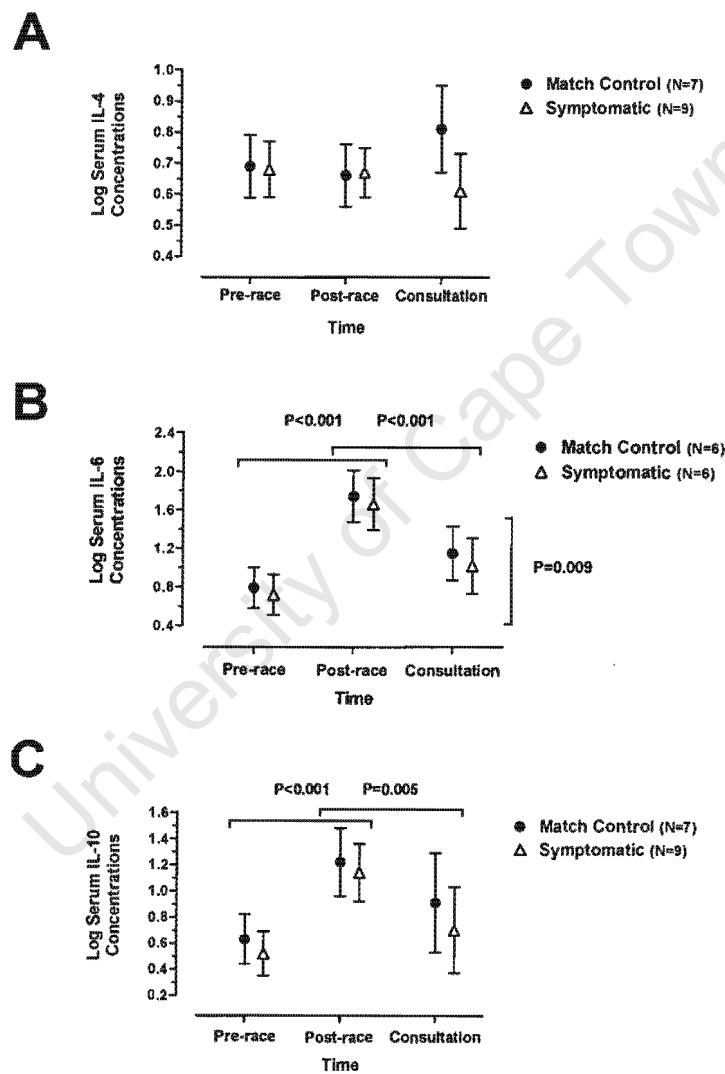 A
1.0
0.9
0.8
0.7
0.6
0.5
0.4
Log Serum IL-4
Concentrations
Match Control (N=7)
Symptomatic (N=9)
Pre-race Post-race Consultation
Time
B
P<0.001 P<0.001
2.4
2.0
1.6
1.2
0.8
0.4
Log Serum IL-6
Concentrations
Match Control (N=6)
Symptomatic (N=6)
P=0.009
Pre-race Post-race Consultation
Time
C
P<0.001 P=0.005
1.6
1.4
1.2
1.0
0.8
0.6
0.4
0.2
Log Serum IL-10
Concentrations
Match Control (N=7)
Symptomatic (N=9)
Pre-race Post-race Consultation
Time
University of Cape Town